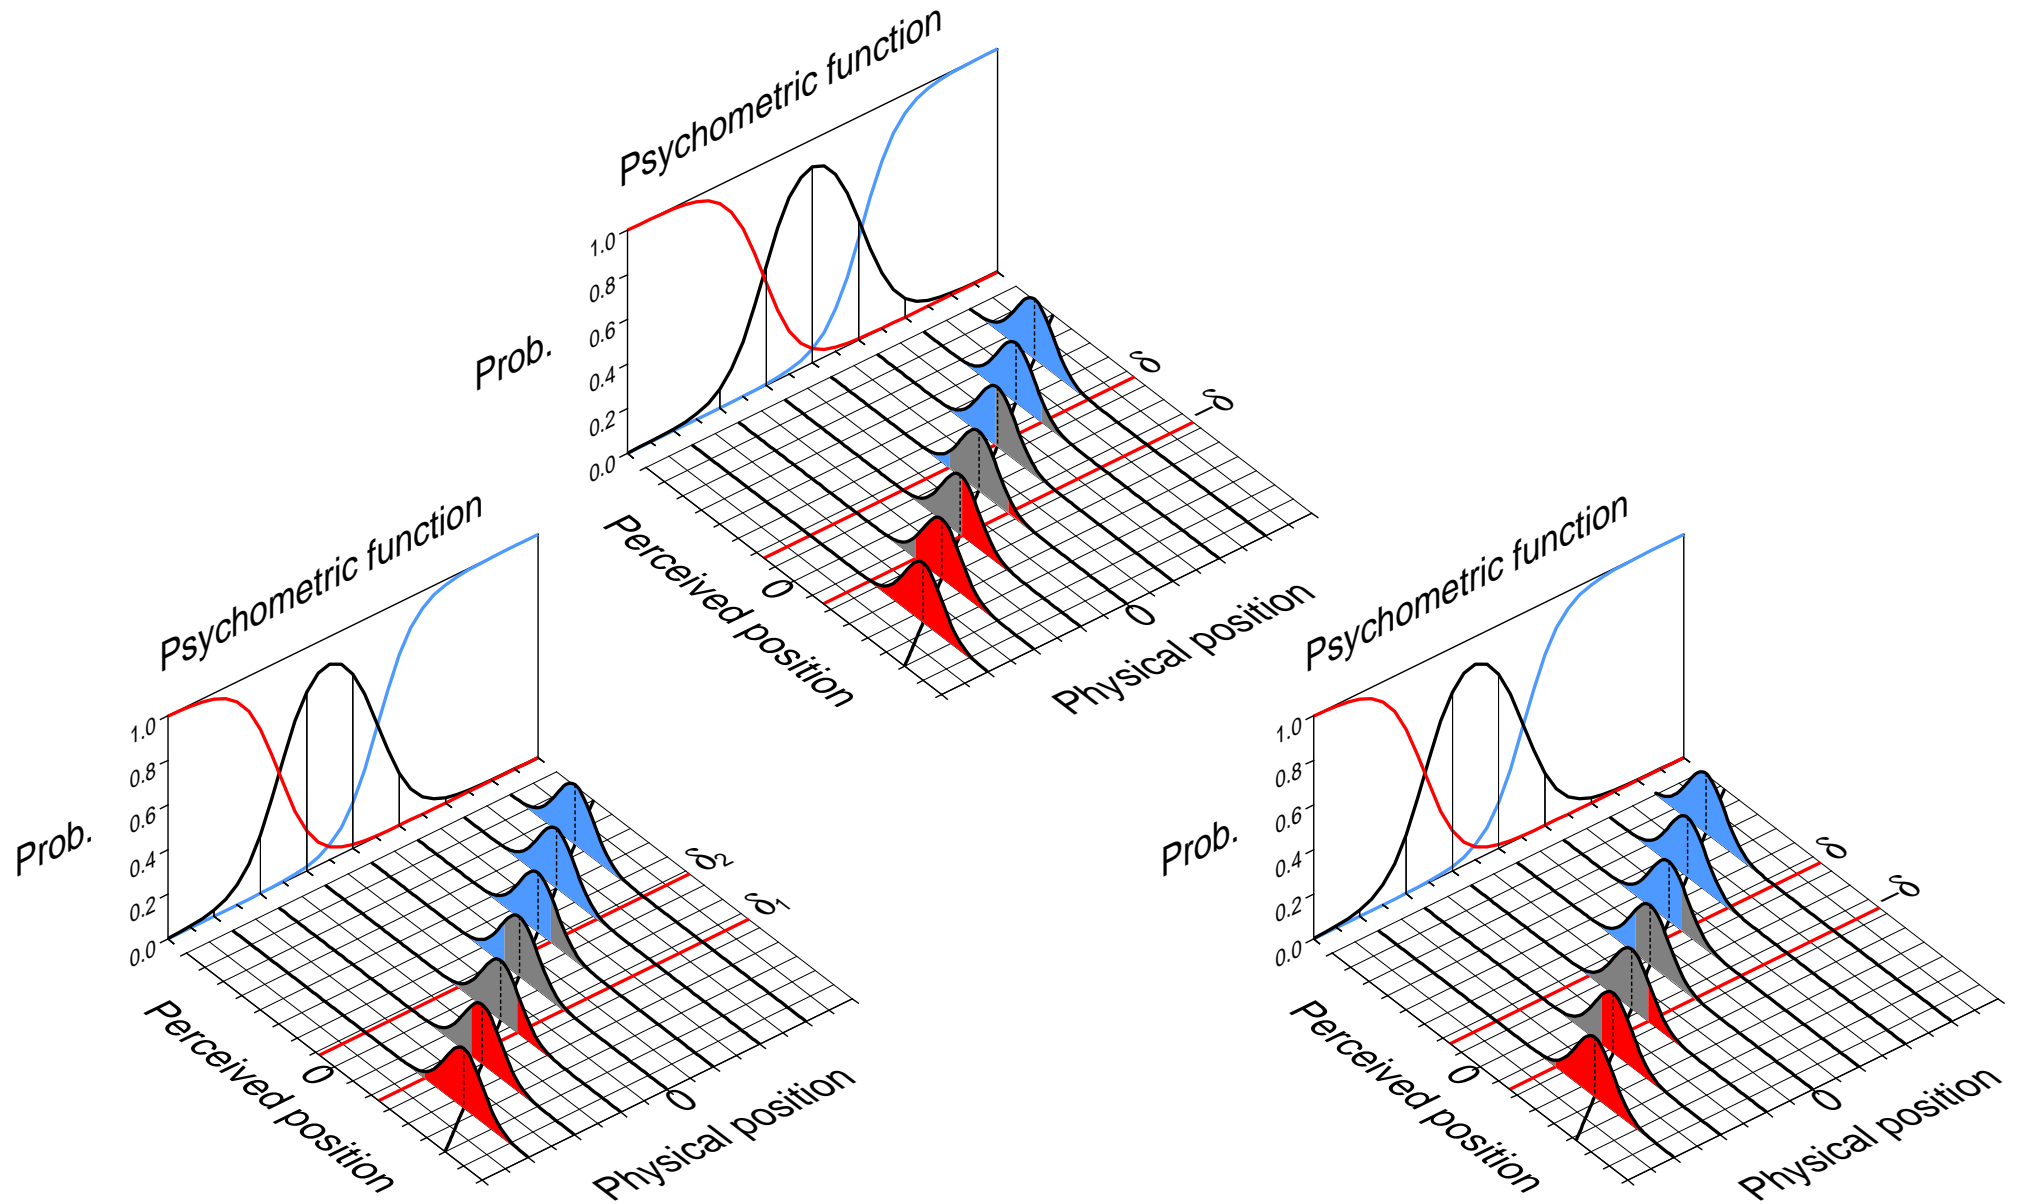 Psychometric function
1.0
0.8
0.6
0.4
0.2
0.0
Prob.
δ
−δ
0
Perceived position
0
Physical position
Psychometric function
1.0
0.8
0.6
0.4
0.2
0.0
Prob.
δ2
δ1
0
Perceived position
0
Physical position
Psychometric function
1.0
0.8
0.6
0.4
0.2
0.0
Prob.
δ
−δ
0
Perceived position
0
Physical position